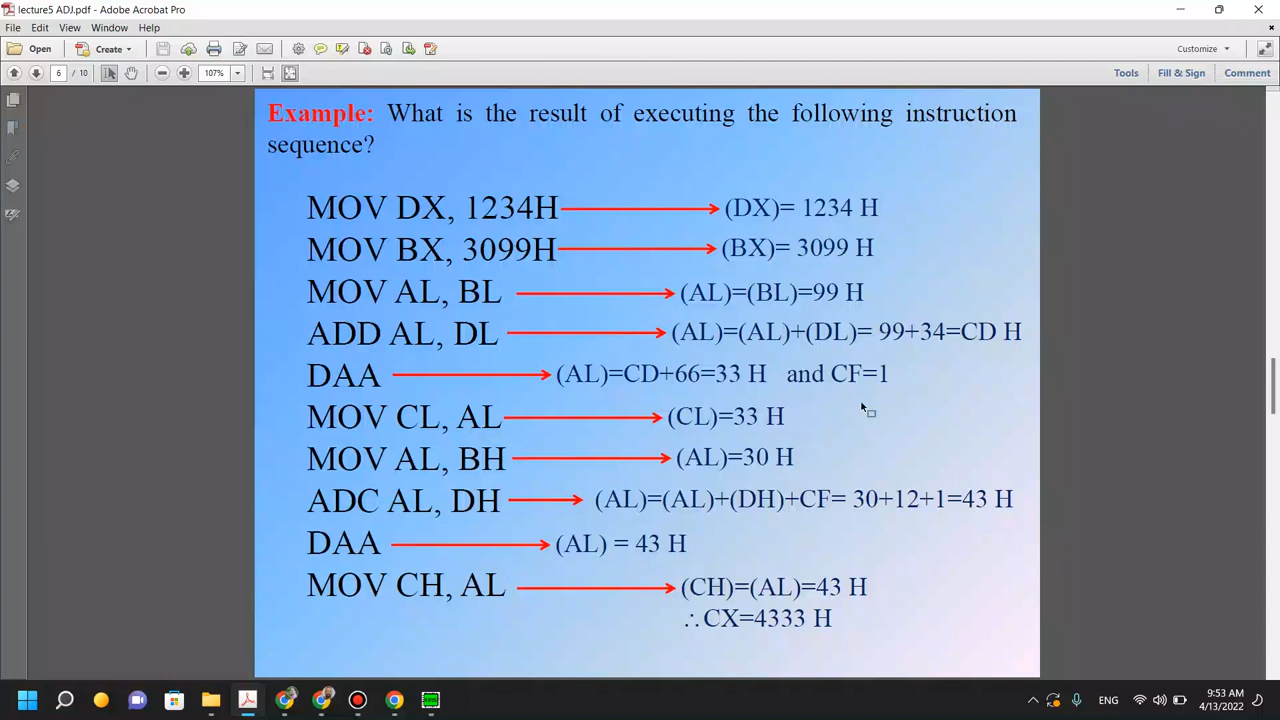 lecture5 ADJ.pdf - Adobe Acrobat Pro
File Edit View Window Help
Open Create Customize
6 / 10 107% Tools Fill & Sign Comment
Example: What is the result of executing the following instruction
sequence?
MOV DX, 1234H (DX)= 1234 H
MOV BX, 3099H (BX)= 3099 H
MOV AL, BL (AL)=(BL)=99 H
ADD AL, DL (AL)=(AL)+(DL)= 99+34=CD H
DAA (AL)=CD+66=33 H and CF=1
MOV CL, AL (CL)=33 H
MOV AL, BH (AL)=30 H
ADC AL, DH (AL)=(AL)+(DH)+CF= 30+12+1=43 H
DAA (AL) = 43 H
MOV CH, AL (CH)=(AL)=43 H
∴CX=4333 H
ENG 9:53 AM
4/13/2022